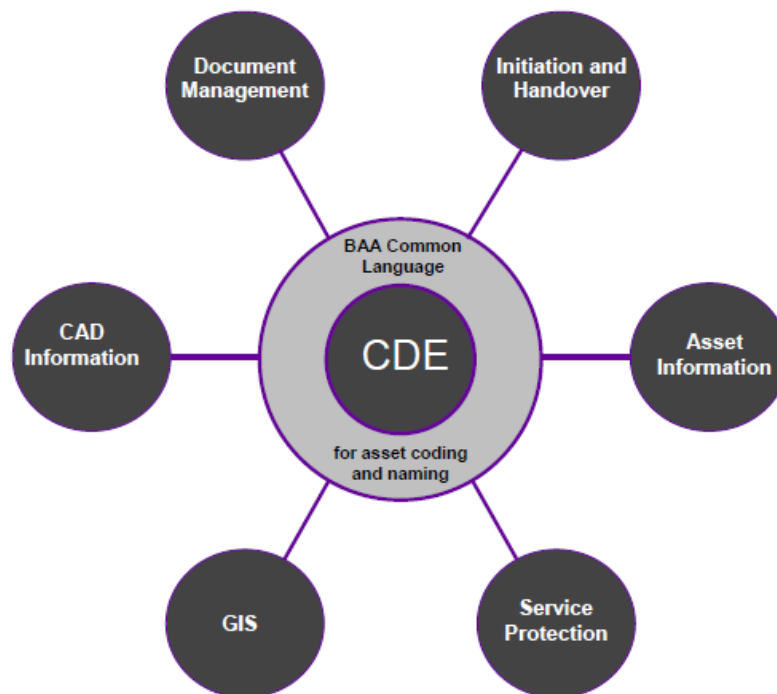 Document
Management
Initiation and
Handover
BAA Common
Language
CAD
Information
CDE
Asset
Information
for asset coding
and naming
GIS
Service
Protection